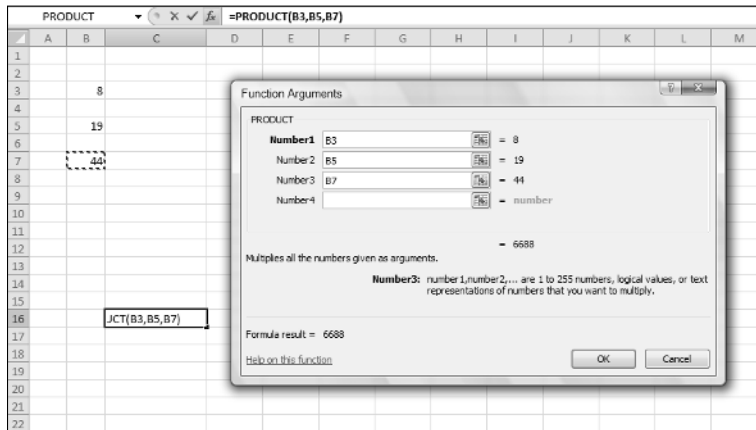 PRODUCT fx =PRODUCT(B3,B5,B7)
A B C D E F G H I J K L M
1
2
3 8
4
5 19
6
7 44
8
9
10
11
12
13
14
15
16 JCT(B3,B5,B7)
17
18
19
20
21
22
Function Arguments
PRODUCT
Number1 B3 = 8
Number2 B5 = 19
Number3 B7 = 44
Number4 = number
= 6688
Multiplies all the numbers given as arguments.
Number3: number1,number2,... are 1 to 255 numbers, logical values, or text
representations of numbers that you want to multiply.
Formula result = 6688
Help on this function OK Cancel